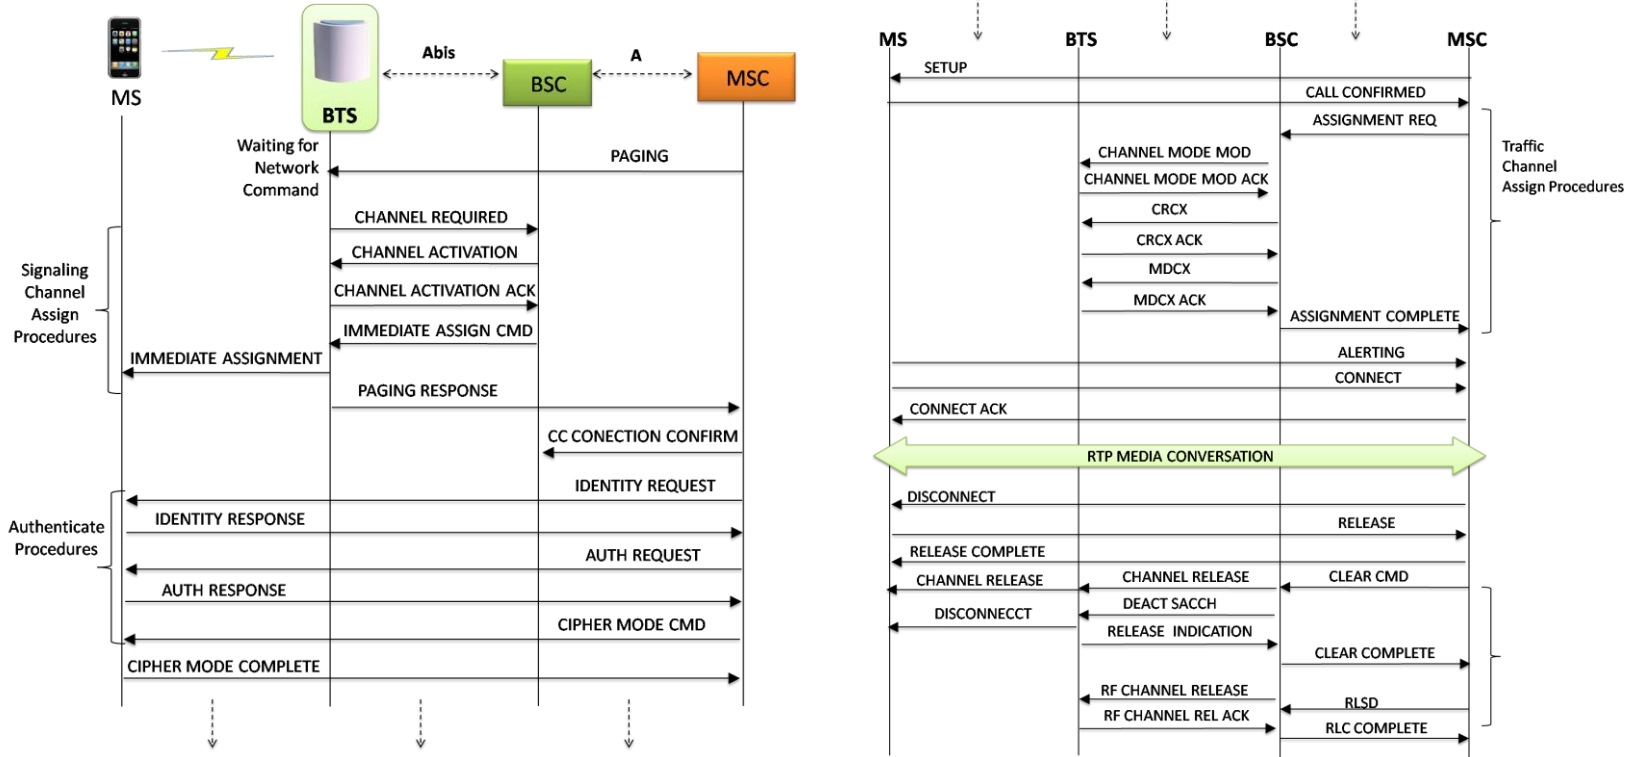 MS
BTS
Abis
BSC
A
MSC
Waiting for
Network
Command
PAGING
CHANNEL REQUIRED
CHANNEL ACTIVATION
CHANNEL ACTIVATION ACK
IMMEDIATE ASSIGN CMD
IMMEDIATE ASSIGNMENT
Signaling
Channel
Assign
Procedures
PAGING RESPONSE
CC CONECTION CONFIRM
IDENTITY REQUEST
IDENTITY RESPONSE
AUTH REQUEST
AUTH RESPONSE
CIPHER MODE CMD
Authenticate
Procedures
CIPHER MODE COMPLETE
MS
BTS
BSC
MSC
SETUP
CALL CONFIRMED
ASSIGNMENT REQ
CHANNEL MODE MOD
CHANNEL MODE MOD ACK
CRCX
CRCX ACK
MDCX
MDCX ACK
ASSIGNMENT COMPLETE
Traffic
Channel
Assign Procedures
ALERTING
CONNECT
CONNECT ACK
RTP MEDIA CONVERSATION
DISCONNECT
RELEASE
RELEASE COMPLETE
CHANNEL RELEASE
CHANNEL RELEASE
CLEAR CMD
DEACT SACCH
DISCONNECCT
RELEASE INDICATION
CLEAR COMPLETE
RF CHANNEL RELEASE
RLSD
RF CHANNEL REL ACK
RLC COMPLETE